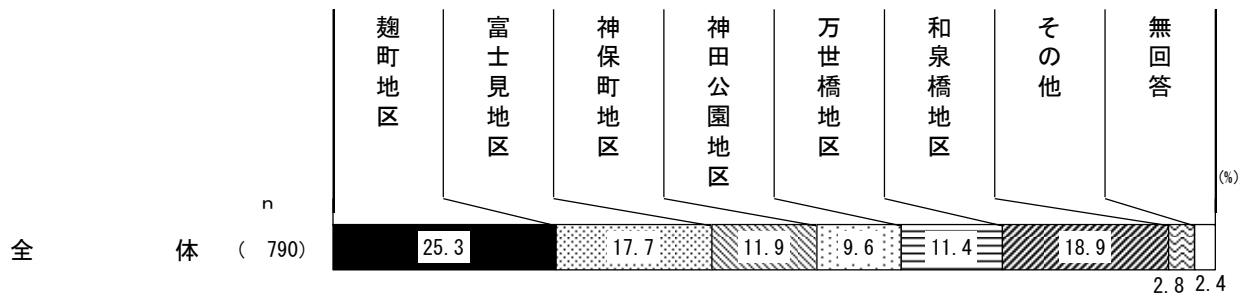 麹町地区
富士見地区
神保町地区
神田公園地区
万世橋地区
和泉橋地区
その他
無回答
(%)
n
全体 ( 790)
25.3
17.7
11.9
9.6
11.4
18.9
2.8
2.4